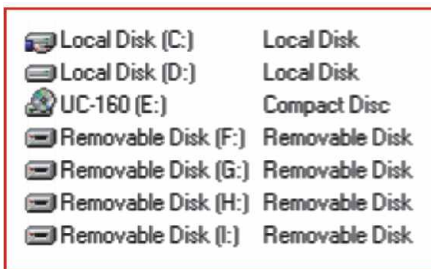 Local Disk (C:) Local Disk
Local Disk (D:) Local Disk
UC-160 (E:) Compact Disc
Removable Disk (F:) Removable Disk
Removable Disk (G:) Removable Disk
Removable Disk (H:) Removable Disk
Removable Disk (I:) Removable Disk